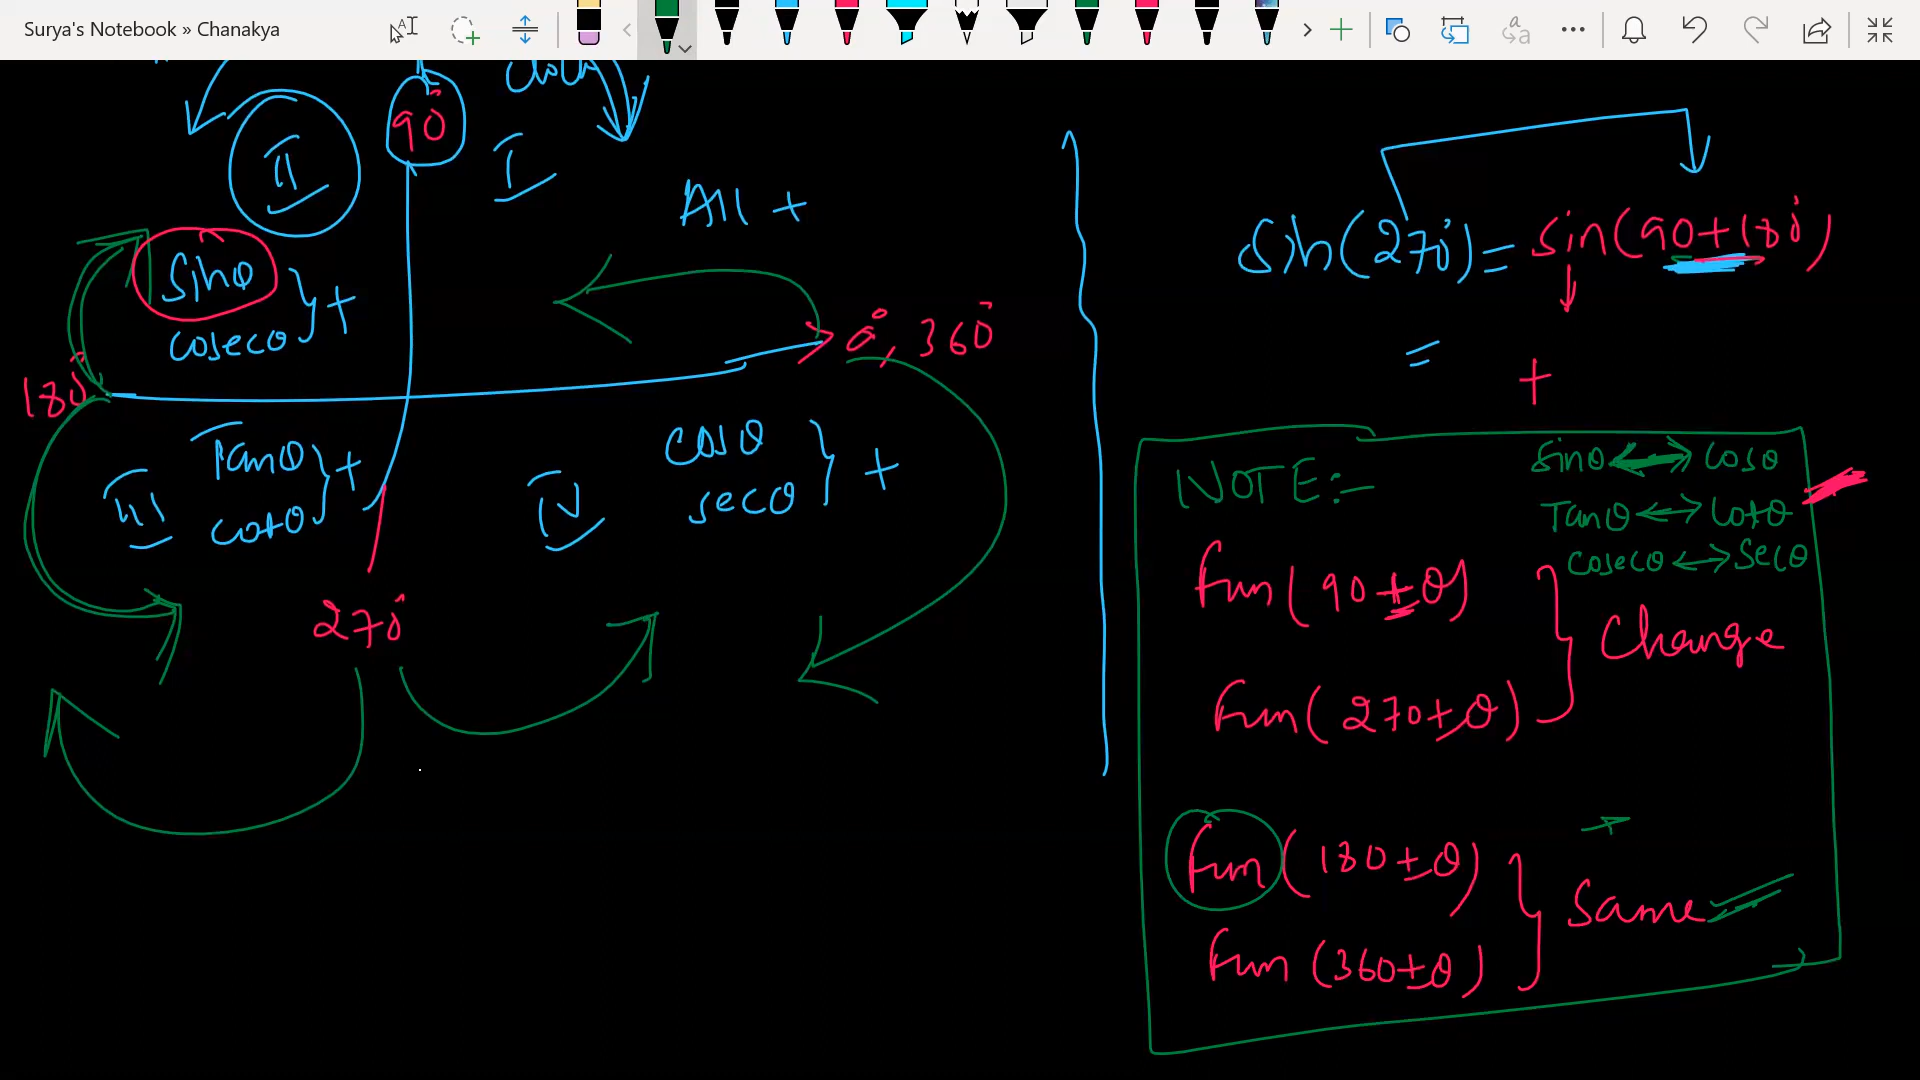 Surya's Notebook » Chanakya
90°
II
I
All +
Sinθ
cosecθ } +
180°
0°, 360°
III
Tanθ
cotθ } +
IV
cosθ
secθ } +
270°
Sin(270°) = sin(90+180°)
= +
NOTE:-
Sinθ ↔ cosθ
Tanθ ↔ Cotθ
Cosecθ ↔ Secθ
Fun(90±θ)
Fun(270±θ) } Change
Fun(180±θ)
Fun(360±θ) } Same